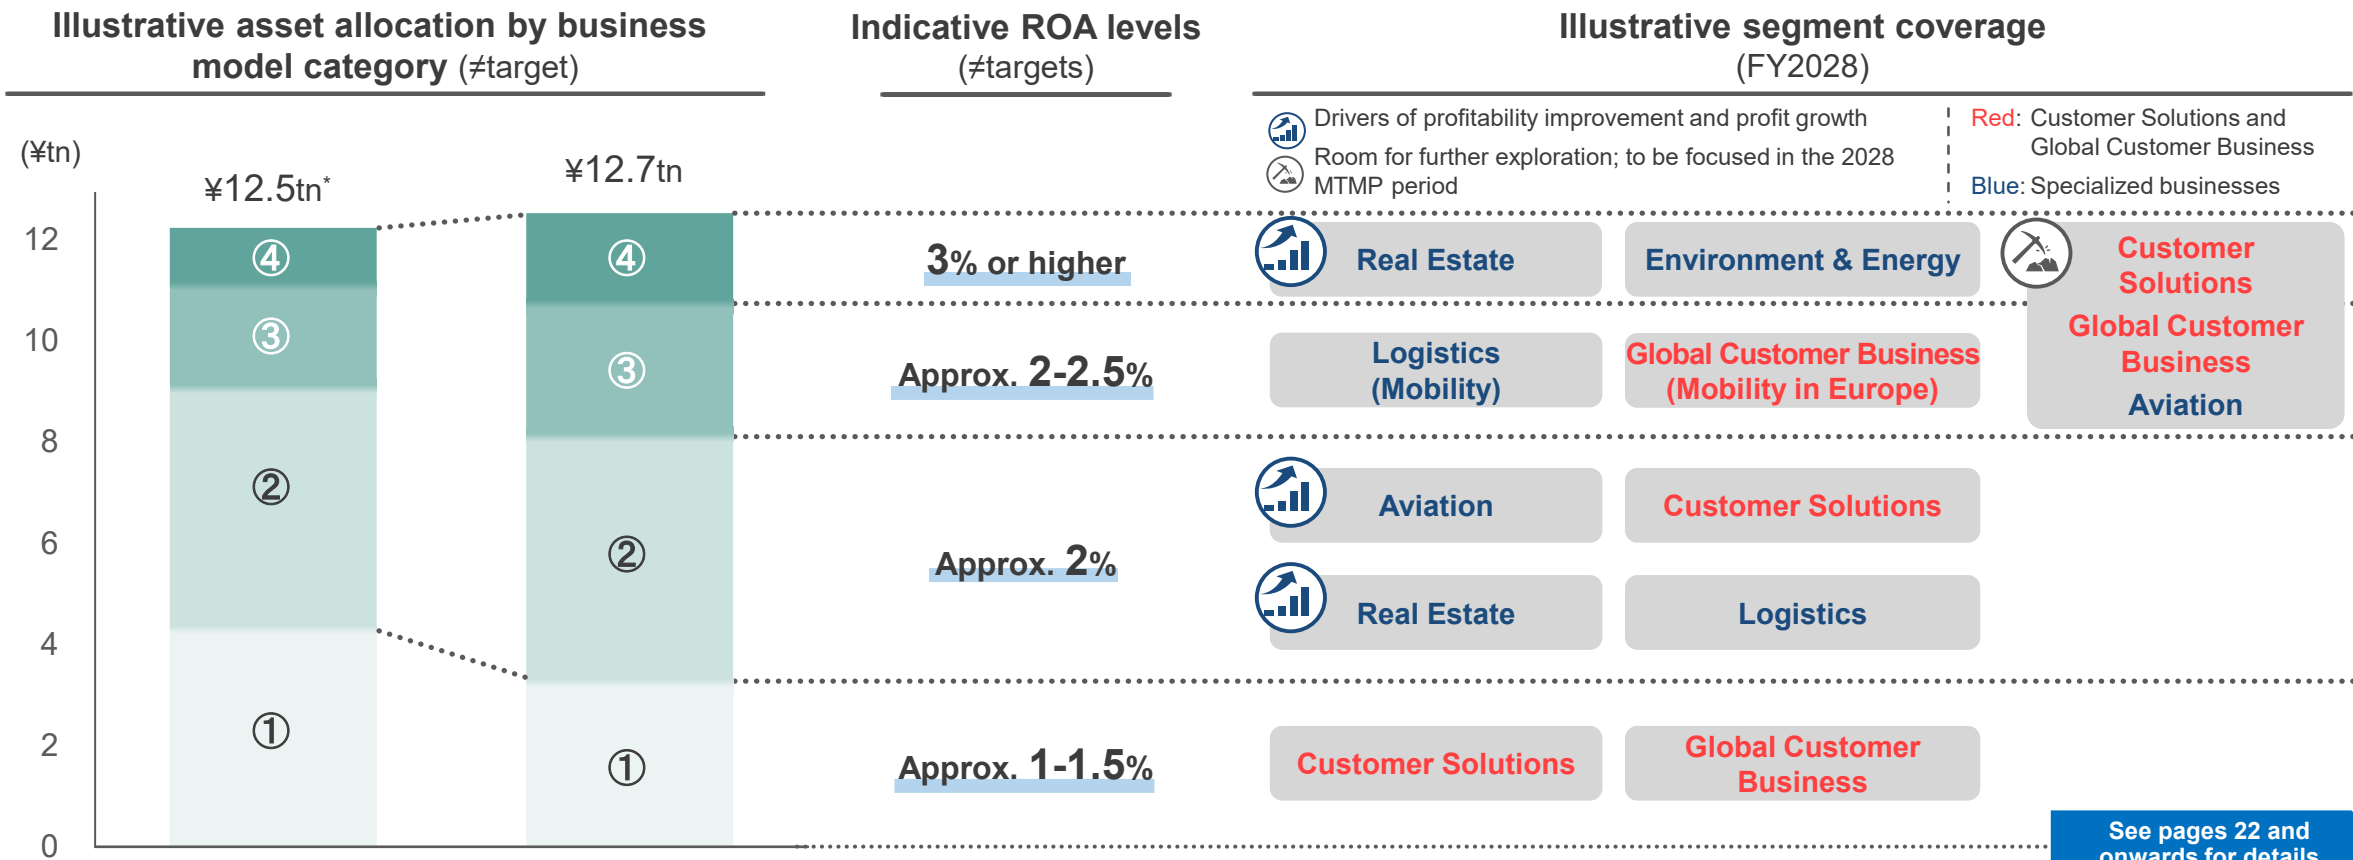 Illustrative asset allocation by business
model category (≠target)
Indicative ROA levels
(≠targets)
Illustrative segment coverage
(FY2028)
Drivers of profitability improvement and profit growth
Room for further exploration; to be focused in the 2028
MTMP period
Red: Customer Solutions and
Global Customer Business
Blue: Specialized businesses
(¥tn)
¥12.5tn*
¥12.7tn
12
10
8
6
4
2
0
④
③
②
①
④
③
②
①
3% or higher
Real Estate
Environment & Energy
Customer
Solutions
Global Customer
Business
Aviation
Approx. 2-2.5%
Logistics
(Mobility)
Global Customer Business
(Mobility in Europe)
Approx. 2%
Aviation
Customer Solutions
Real Estate
Logistics
Approx. 1-1.5%
Customer Solutions
Global Customer
Business
See pages 22 and
onwards for details